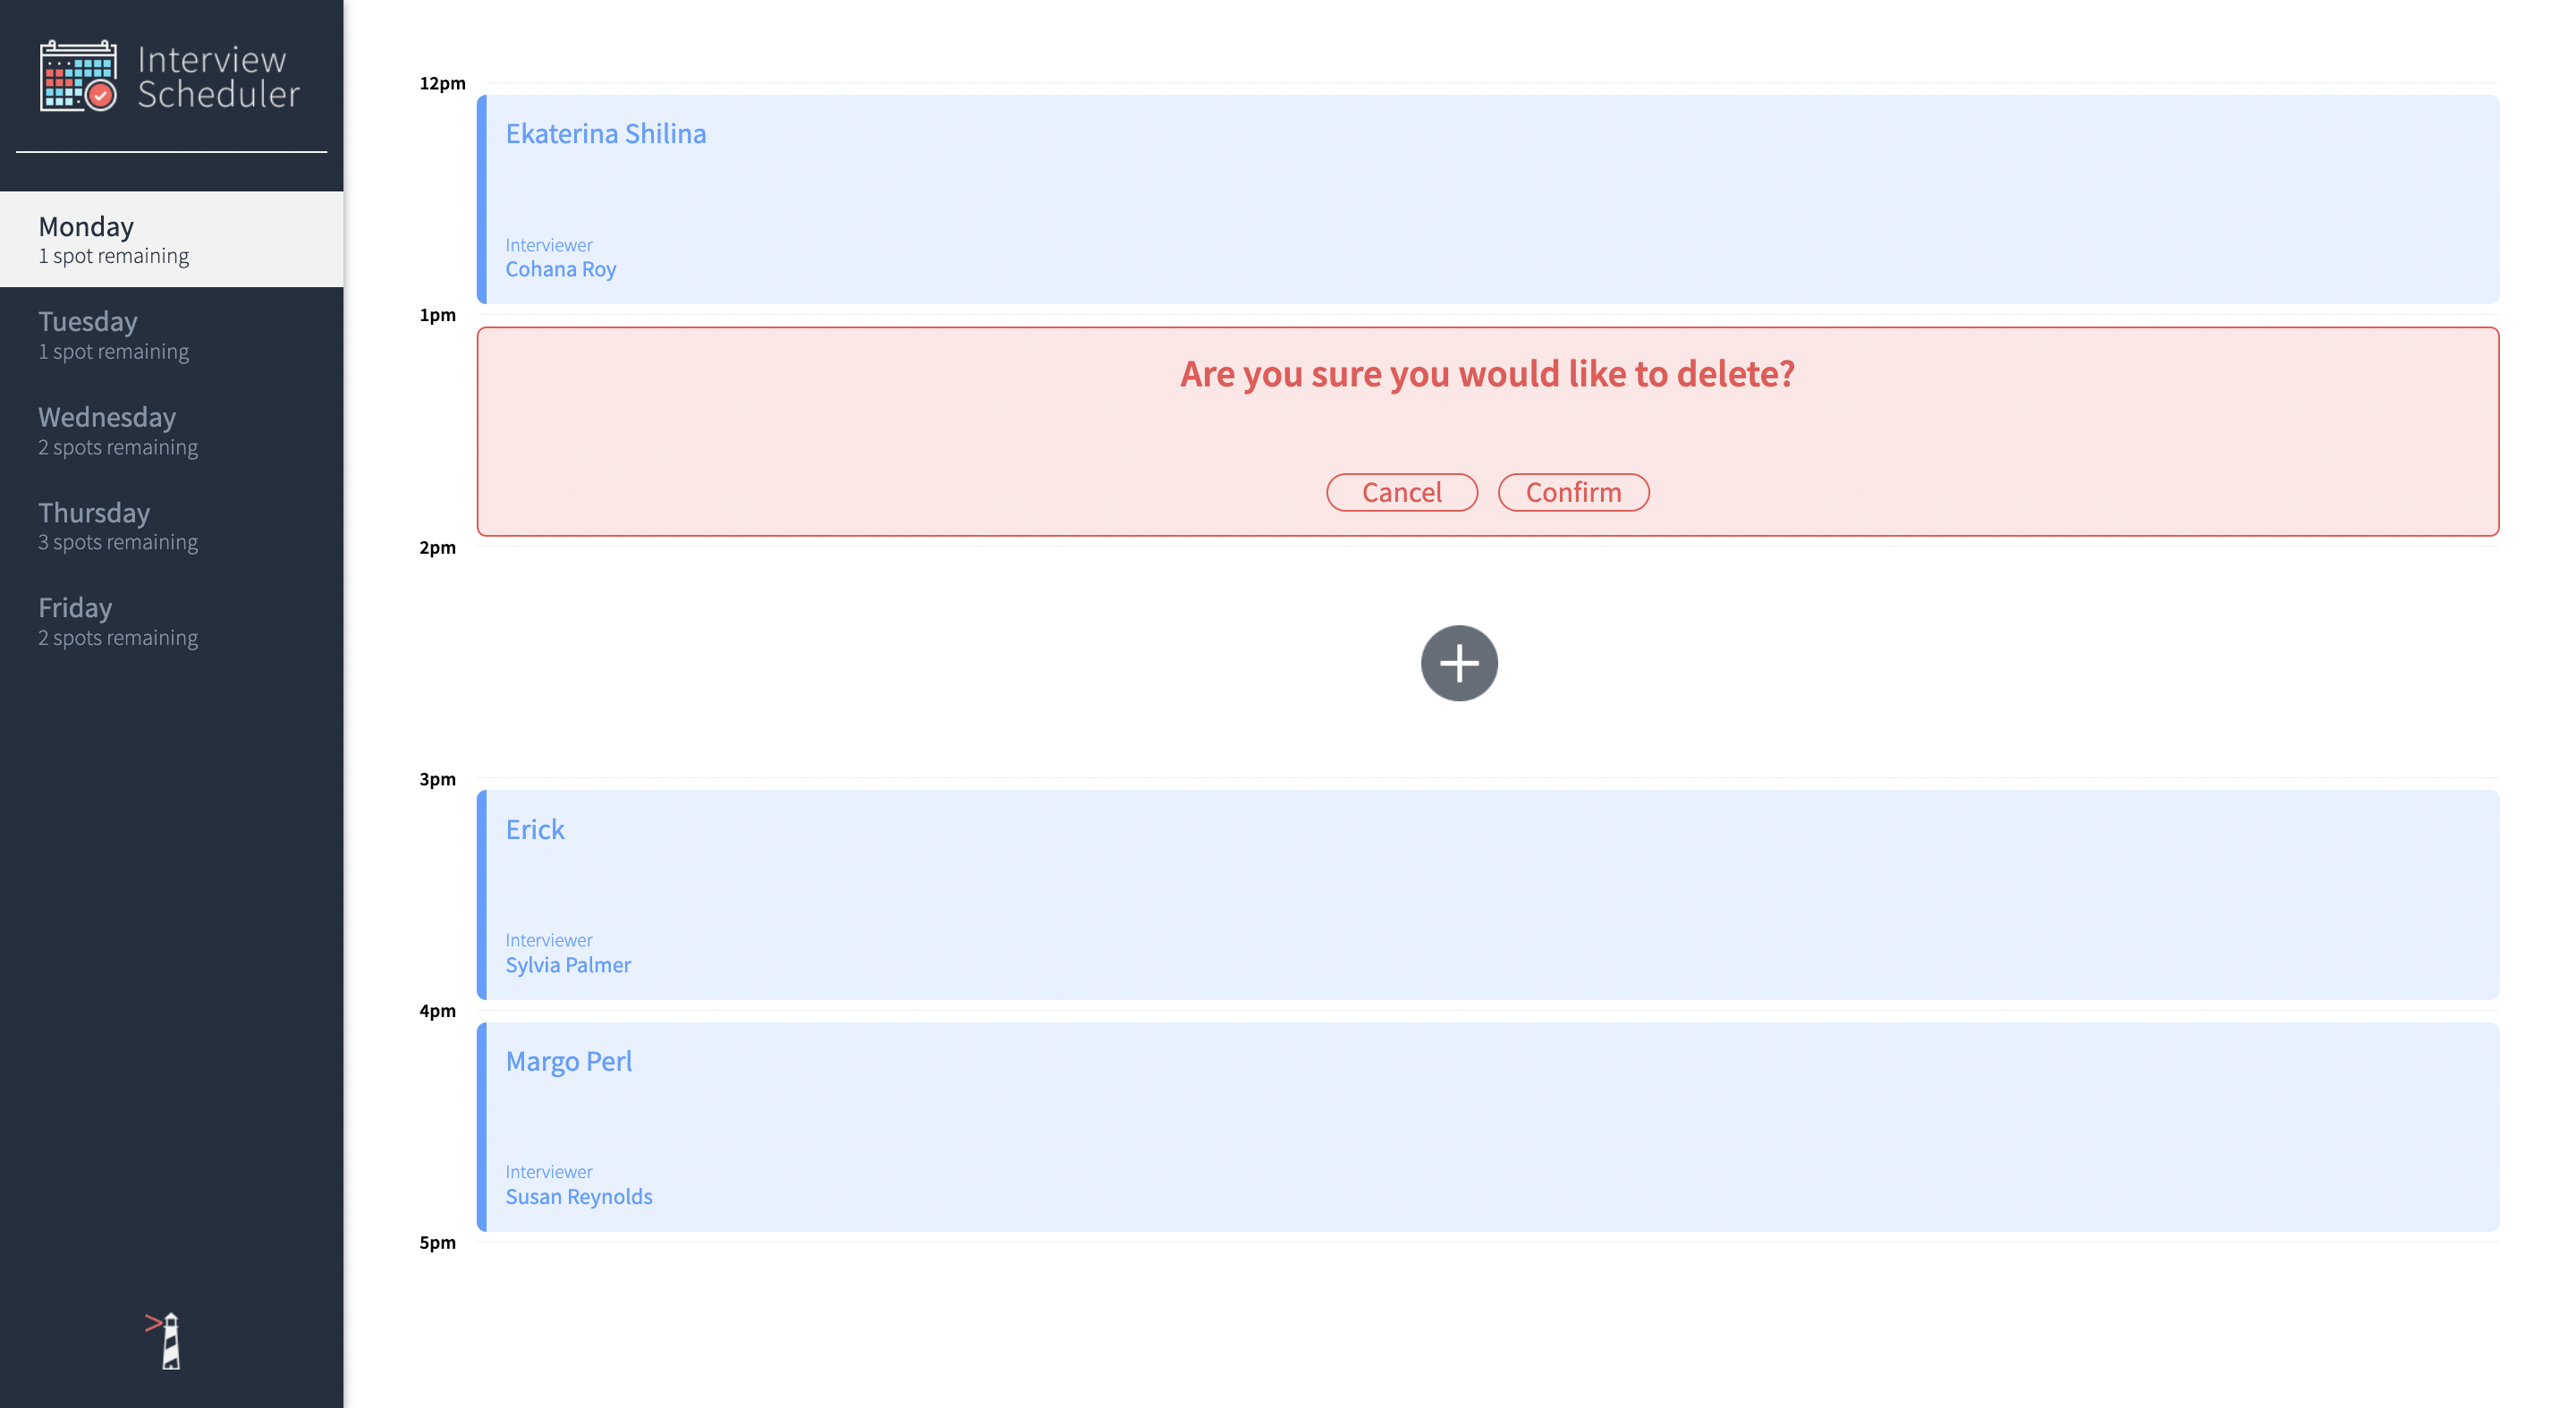 Interview
Scheduler
Monday
1 spot remaining
Tuesday
1 spot remaining
Wednesday
2 spots remaining
Thursday
3 spots remaining
Friday
2 spots remaining
12pm
Ekaterina Shilina
Interviewer
Cohana Roy
1pm
Are you sure you would like to delete?
Cancel Confirm
2pm
3pm
Erick
Interviewer
Sylvia Palmer
4pm
Margo Perl
Interviewer
Susan Reynolds
5pm